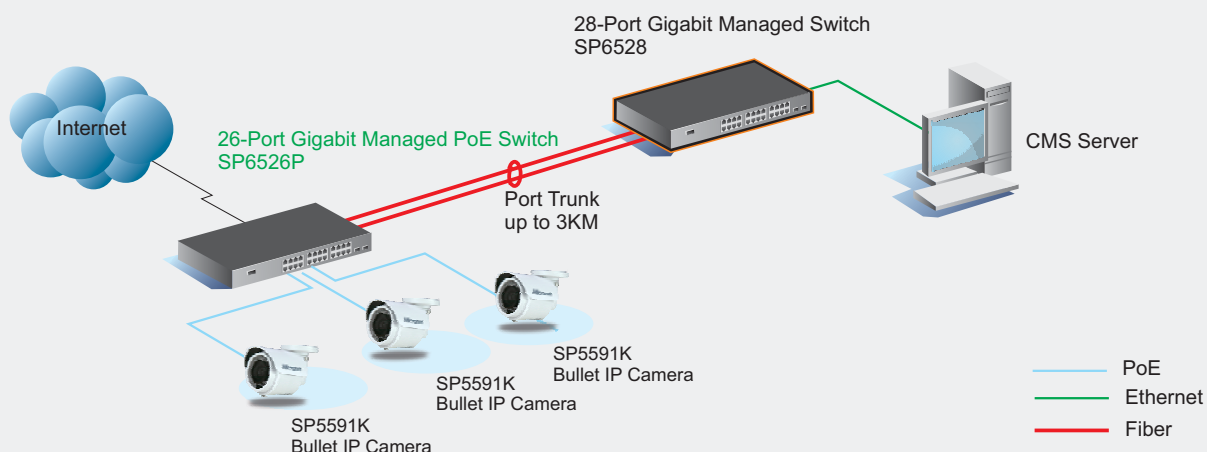 28-Port Gigabit Managed Switch
SP6528
Internet
26-Port Gigabit Managed PoE Switch
SP6526P
CMS Server
Port Trunk
up to 3KM
SP5591K
Bullet IP Camera
SP5591K
Bullet IP Camera
SP5591K
Bullet IP Camera
PoE
Ethernet
Fiber